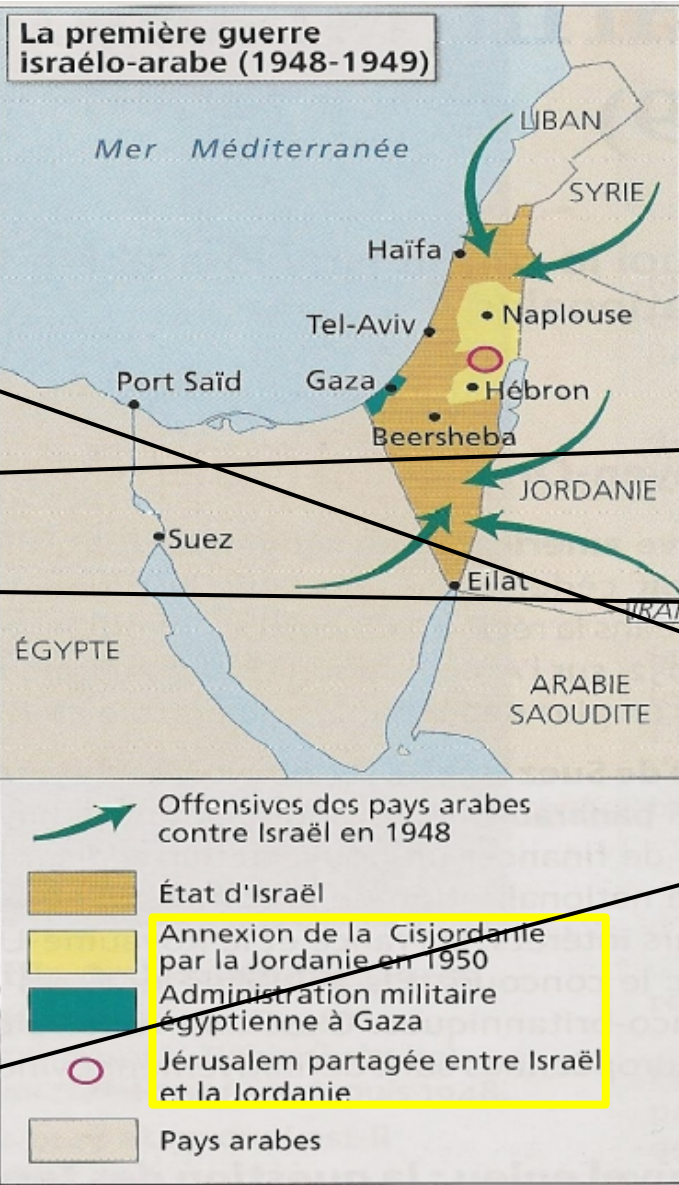 La première guerre
israélo-arabe (1948-1949)
LIBAN
Mer Méditerranée
SYRIE
Haïfa
Naplouse
Tel-Aviv
Port Saïd
Gaza
Hébron
Beersheba
JORDANIE
Suez
Eilat
ÉGYPTE
ARABIE
SAOUDITE
Offensives des pays arabes
contre Israël en 1948
État d'Israël
Annexion de la Cisjordanie
par la Jordanie en 1950
Administration militaire
égyptienne à Gaza
Jérusalem partagée entre Israël
et la Jordanie
Pays arabes